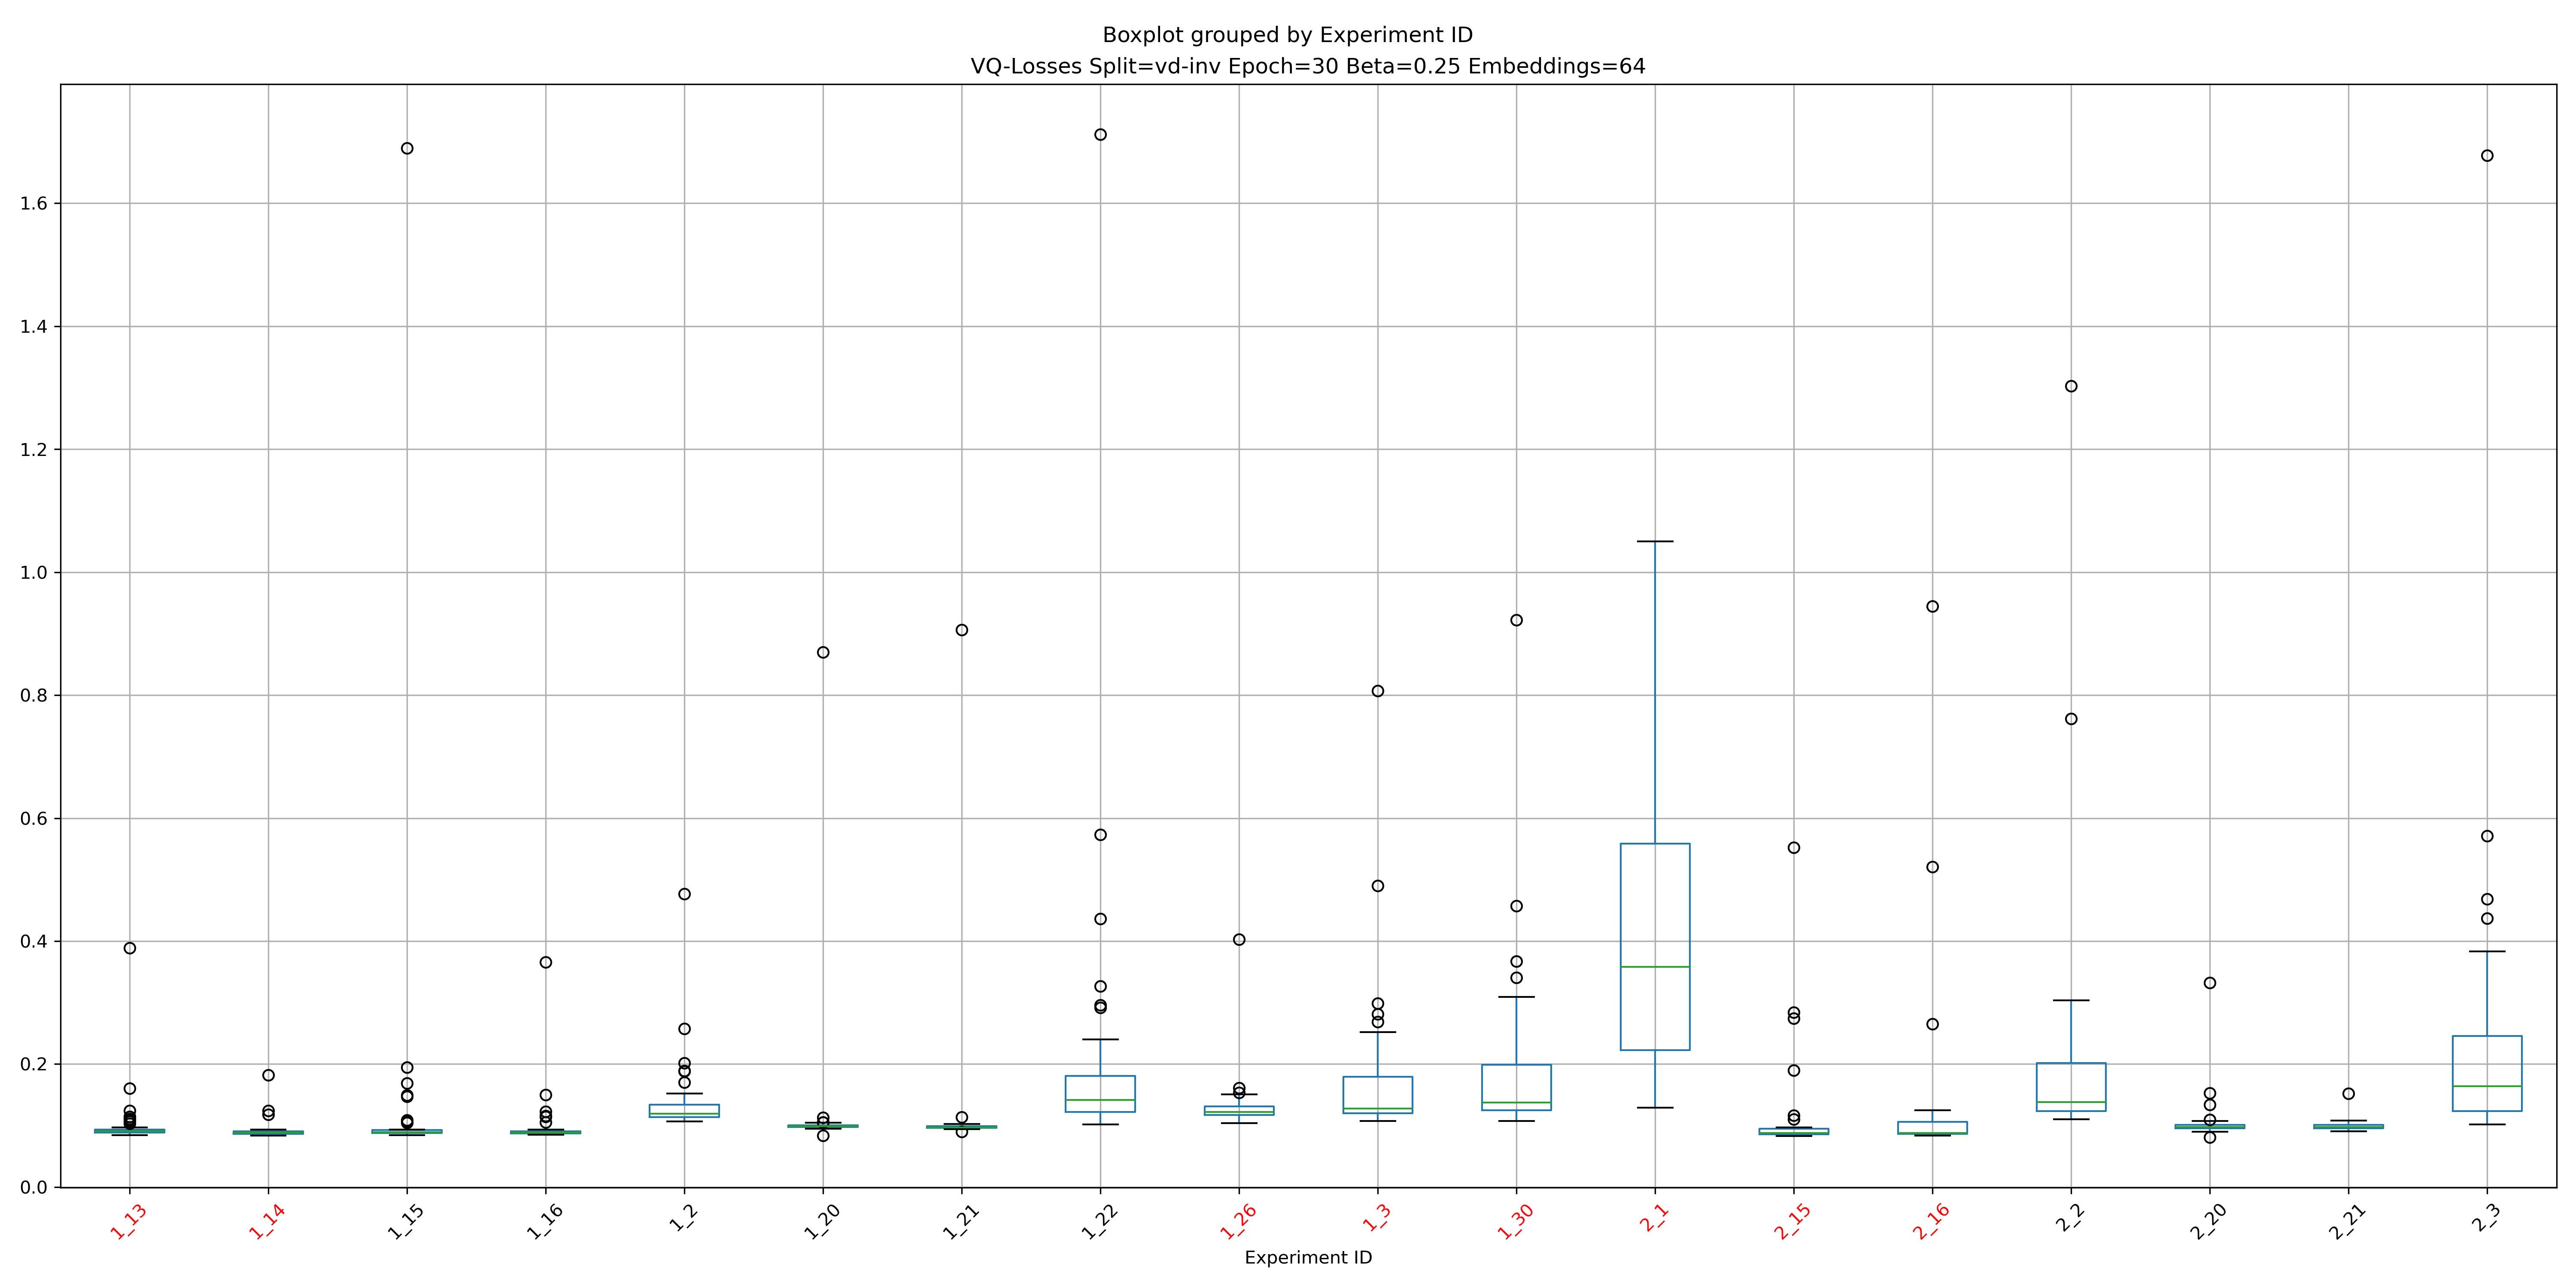 Boxplot grouped by Experiment ID
VQ-Losses Split=vd-inv Epoch=30 Beta=0.25 Embeddings=64
1.6
1.4
1.2
1.0
0.8
0.6
0.4
0.2
0.0
1_13 1_14 1_15 1_16 1_2 1_20 1_21 1_22 1_26 1_3 1_30 2_1 2_15 2_16 2_2 2_20 2_21 2_3
Experiment ID